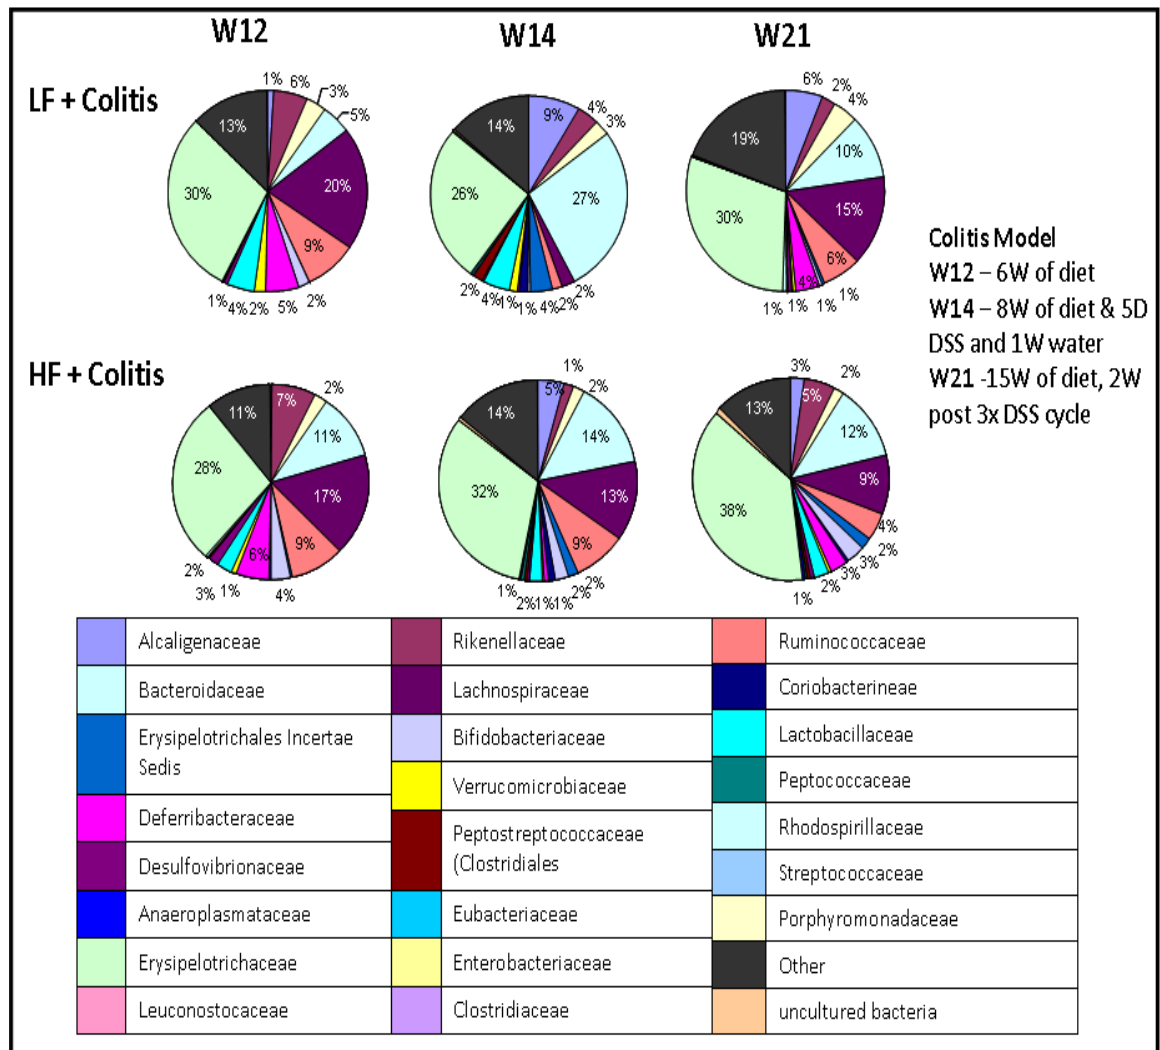 W12
W14
W21
LF + Colitis
1% 6% 3% 5% 20% 9% 2% 5% 2% 4% 1% 30% 13%
9% 4% 3% 27% 2% 2% 4% 1% 1% 4% 2% 26% 14%
6% 2% 4% 10% 15% 6% 1% 1% 4% 1% 1% 30% 19%
Colitis Model
W12 – 6W of diet
W14 – 8W of diet & 5D
DSS and 1W water
W21 -15W of diet, 2W
post 3x DSS cycle
HF + Colitis
7% 2% 11% 17% 9% 4% 6% 1% 3% 2% 28% 11%
5% 1% 2% 14% 13% 9% 2% 2% 1% 1% 2% 1% 32% 14%
3% 5% 2% 12% 9% 4% 2% 3% 3% 2% 1% 38% 13%
Alcaligenaceae
Bacteroidaceae
Erysipelotrichales Incertae
Sedis
Deferribacteraceae
Desulfovibrionaceae
Anaeroplasmataceae
Erysipelotrichaceae
Leuconostocaceae
Rikenellaceae
Lachnospiraceae
Bifidobacteriaceae
Verrucomicrobiaceae
Peptostreptococcaceae
(Clostridiales
Eubacteriaceae
Enterobacteriaceae
Clostridiaceae
Ruminococcaceae
Coriobacterineae
Lactobacillaceae
Peptococcaceae
Rhodospirillaceae
Streptococcaceae
Porphyromonadaceae
Other
uncultured bacteria